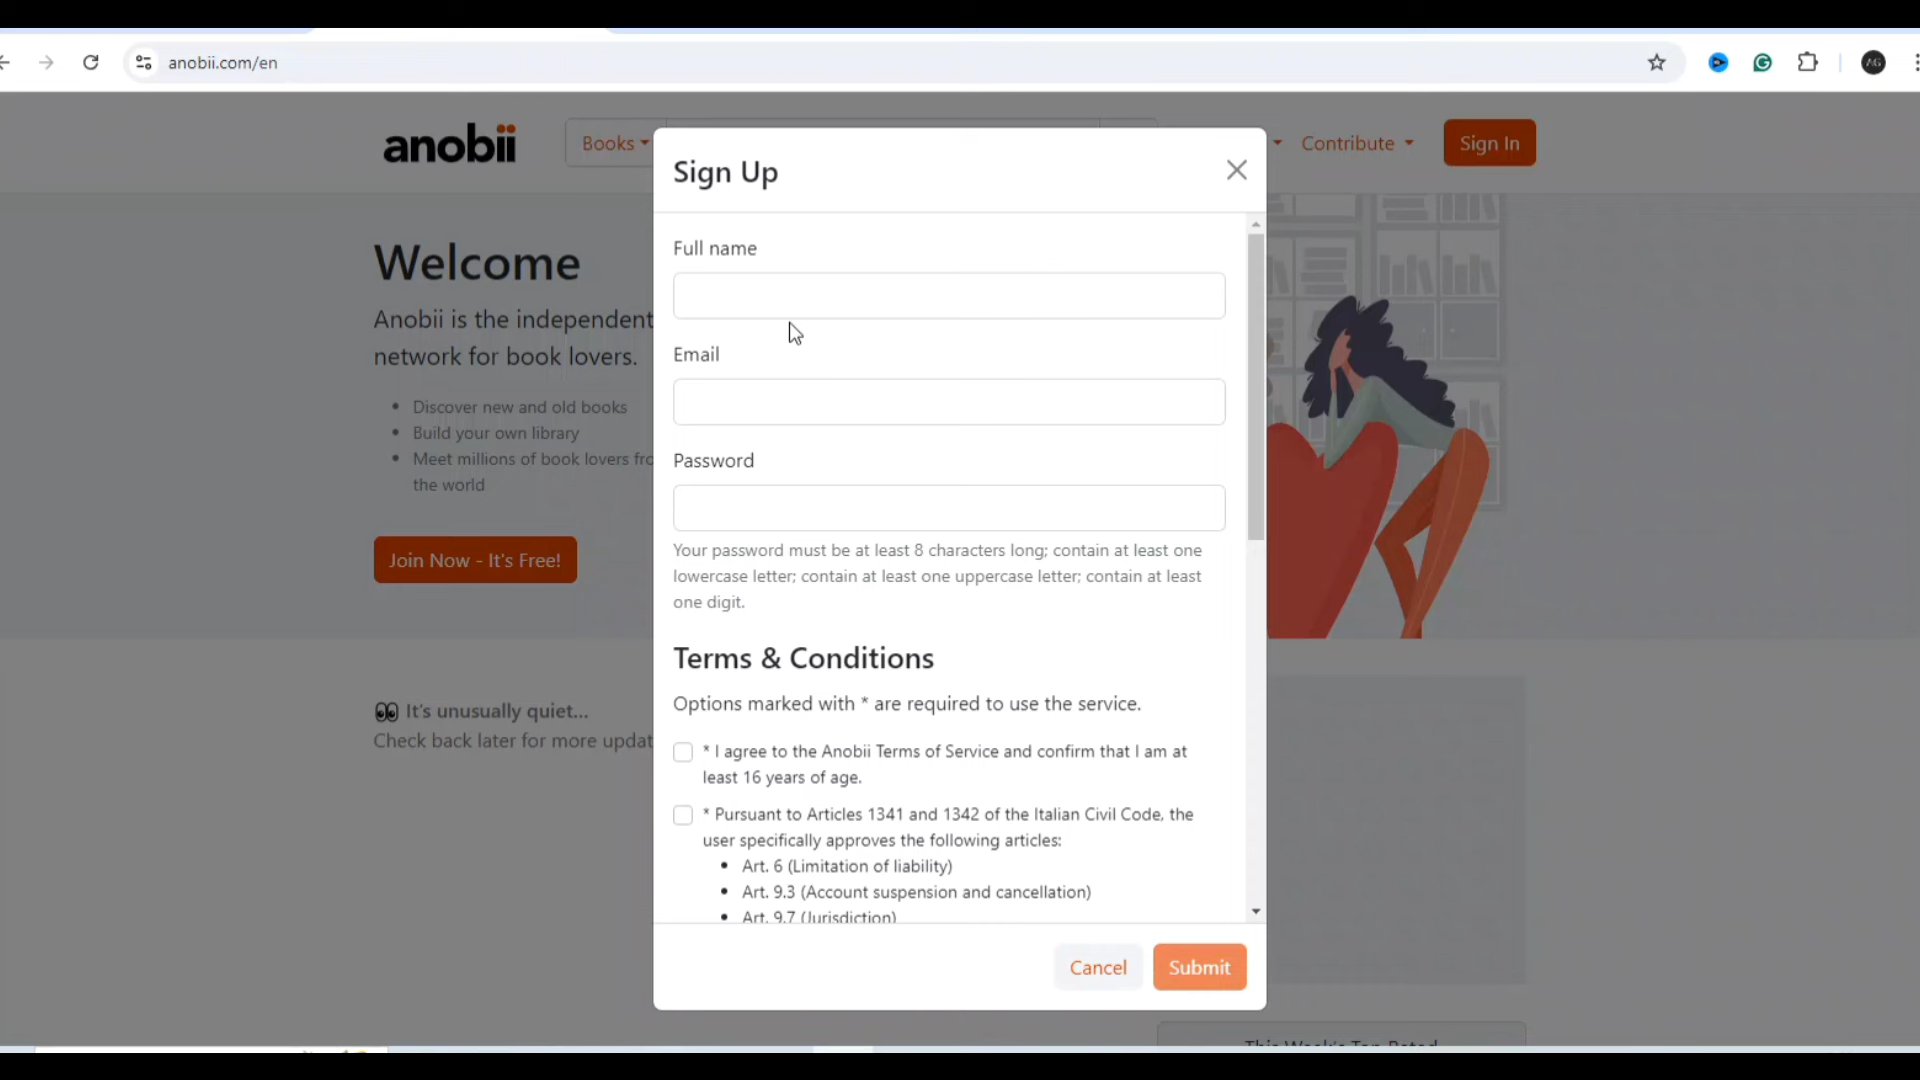 anobii.com/en
AG
anobii
Books
Contribute
Sign In
Welcome
Anobii is the independent
network for book lovers.
Discover new and old books
Build your own library
Meet millions of book lovers
the world
Join Now - It's Free!
It's unusually quiet...
Check back later for more
Sign Up
Full name
Email
Password
Your password must be at least 8 characters long; contain at least one
lowercase letter; contain at least one uppercase letter; contain at least
one digit.
Terms & Conditions
Options marked with * are required to use the service.
* I agree to the Anobii Terms of Service and confirm that I am at
least 16 years of age.
* Pursuant to Articles 1341 and 1342 of the Italian Civil Code, the
user specifically approves the following articles:
Art. 6 (Limitation of liability)
Art. 9.3 (Account suspension and cancellation)
Art. 9.7 (Jurisdiction)
Cancel
Submit
This Week's Top Rated